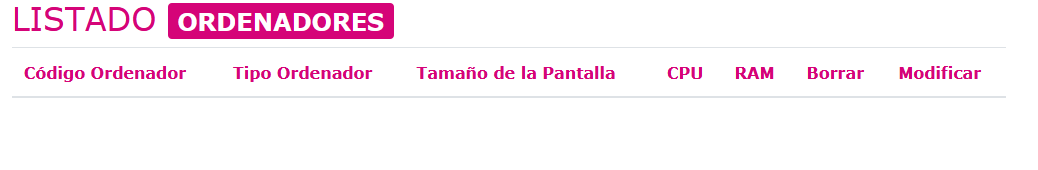 LISTADO ORDENADORES
Código Ordenador Tipo Ordenador Tamaño de la Pantalla CPU RAM Borrar Modificar